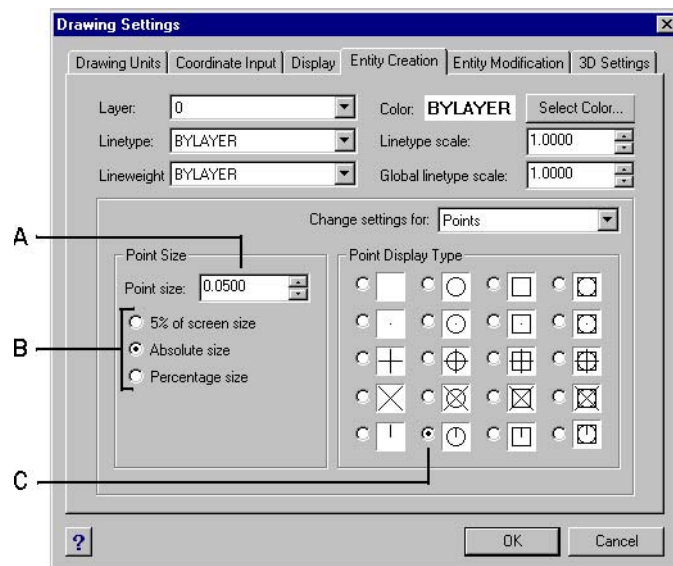 Drawing Settings
Drawing Units Coordinate Input Display Entity Creation Entity Modification 3D Settings
Layer: 0 Color: BYLAYER Select Color...
Linetype: BYLAYER Linetype scale: 1.0000
Lineweight BYLAYER Global linetype scale: 1.0000
Change settings for: Points
A
Point Size Point Display Type
Point size: 0.0500
5% of screen size
B
Absolute size
Percentage size
C
? OK Cancel